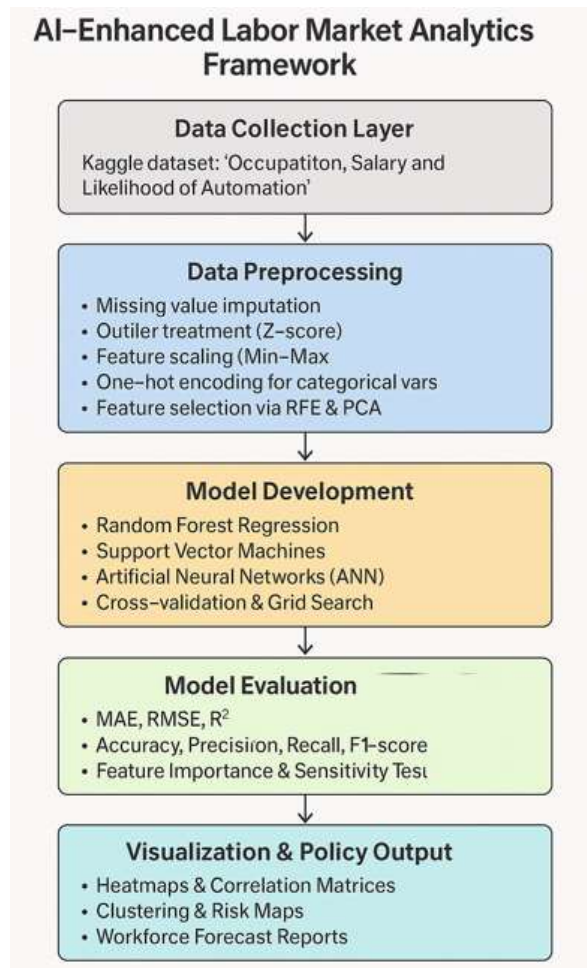 AI–Enhanced Labor Market Analytics
Framework
Data Collection Layer
Kaggle dataset: ‘Occupatiton, Salary and
Likelihood of Automation’
Data Preprocessing
• Missing value imputation
• Outiler treatment (Z–score)
• Feature scaling (Min–Max
• One–hot encoding for categorical vars
• Feature selection via RFE & PCA
Model Development
• Random Forest Regression
• Support Vector Machines
• Artificial Neural Networks (ANN)
• Cross–validation & Grid Search
Model Evaluation
• MAE, RMSE, R²
• Accuracy, Precision, Recall, F1–score
• Feature Importance & Sensitivity
Visualization & Policy Output
• Heatmaps & Correlation Matrices
• Clustering & Risk Maps
• Workforce Forecast Reports